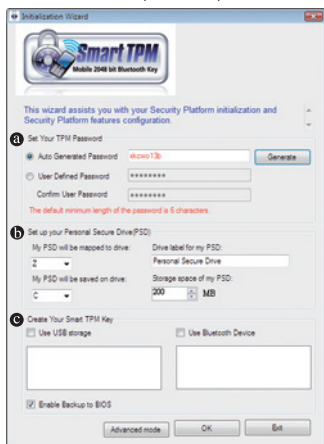 Initialization Wizard
Smart TPM
Mobile 2048 bit Bluetooth Key
This wizard assists you with your Security Platform initialization and
Security Platform features configuration.
a Set Your TPM Password
Auto Generated Password xkowo13b Generate
User Defined Password ********
Confirm User Password ********
The default minimum length of the password is 6 characters.
b Set up your Personal Secure Drive(PSD)
My PSD will be mapped to drive: Drive label for my PSD:
Z Personal Secure Drive
My PSD will be saved on drive: Storage space of my PSD:
C 200 MB
c Create Your Smart TPM Key
Use USB storage Use Bluetooth Device
Enable Backup to BIOS
Advanced mode OK Exit